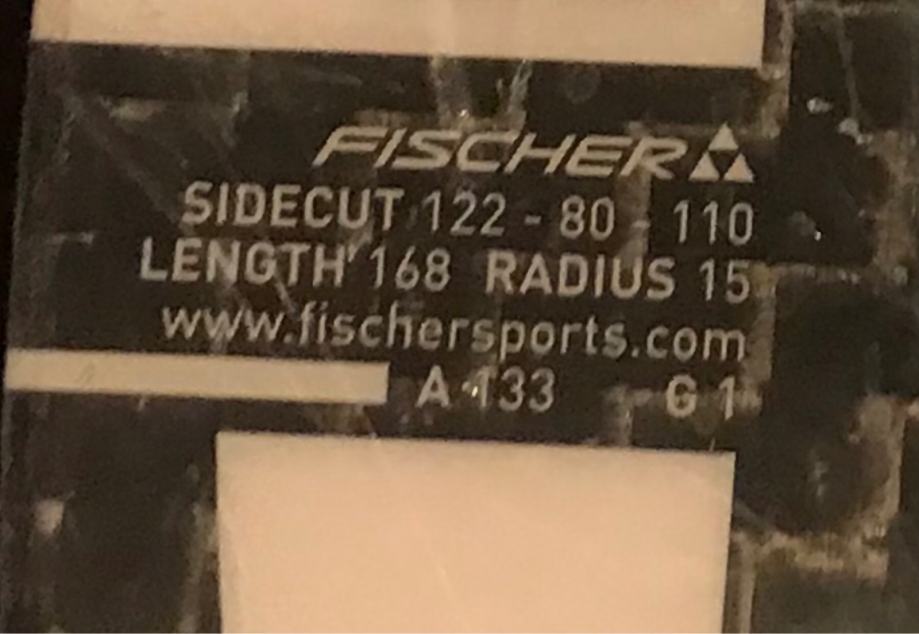 FISCHER
SIDECUT 122 - 80 - 110
LENGTH 168 RADIUS 15
www.fischersports.com
A 133 G 1